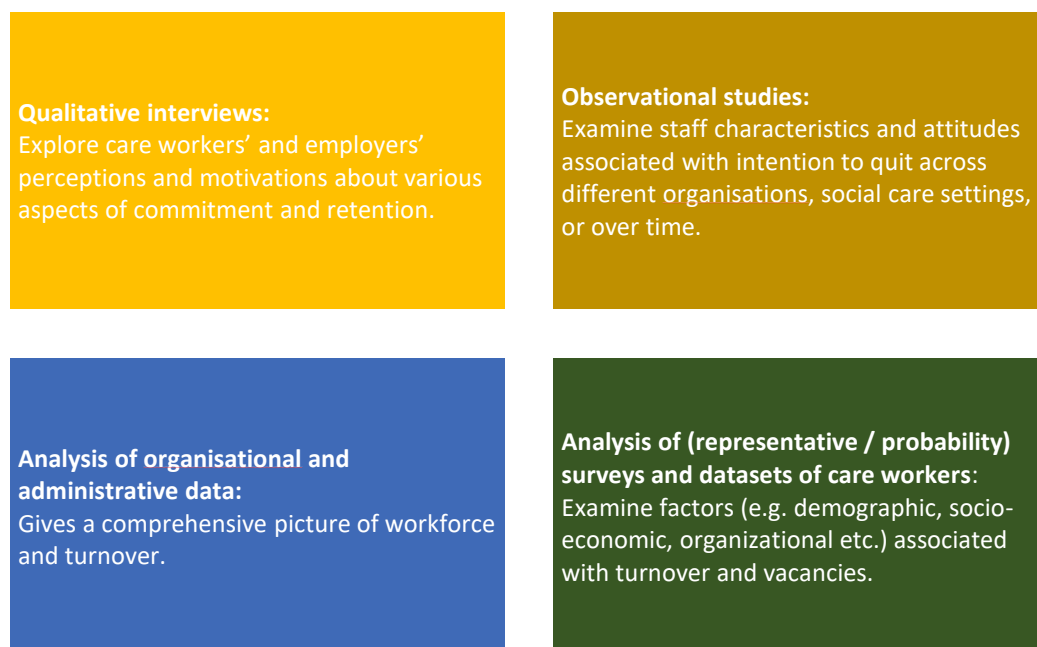 Qualitative interviews:
Explore care workers’ and employers’
perceptions and motivations about various
aspects of commitment and retention.
Observational studies:
Examine staff characteristics and attitudes
associated with intention to quit across
different organisations, social care settings,
or over time.
Analysis of organisational and
administrative data:
Gives a comprehensive picture of workforce
and turnover.
Analysis of (representative / probability)
surveys and datasets of care workers:
Examine factors (e.g. demographic, socio-
economic, organizational etc.) associated
with turnover and vacancies.